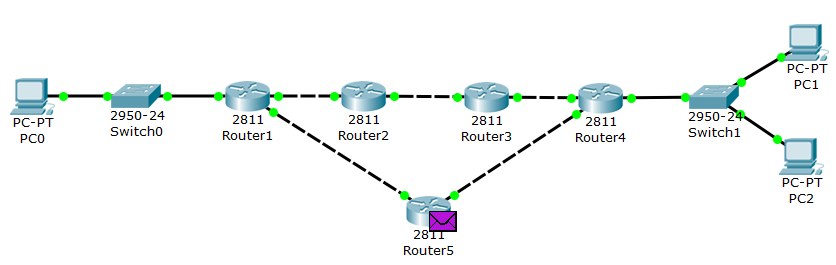 PC-PT
PC0
2950-24
Switch0
2811
Router1
2811
Router2
2811
Router3
2811
Router4
2950-24
Switch1
PC-PT
PC1
PC-PT
PC2
2811
Router5